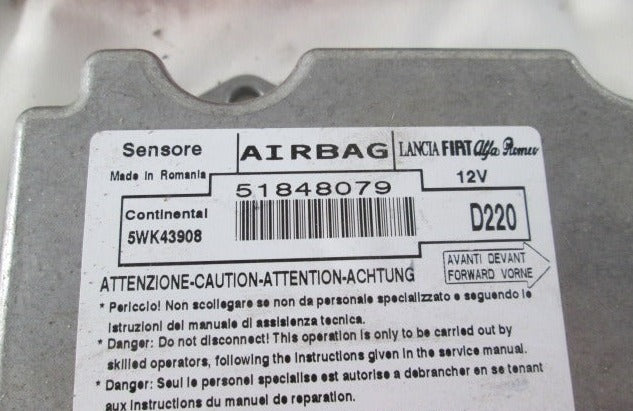 Sensore AIRBAG LANCIA FIAT Alfa Romeo
Made in Romania 51848079 12V
Continental D220
5WK43908
AVANTI DEVANT
FORWARD VORNE
ATTENZIONE-CAUTION-ATTENTION-ACHTUNG
* Pericolo! Non scollegare se non da personale specializzato e seguendo le
istruzioni del manuale di assistenza tecnica.
* Danger: Do not disconnect! This operation is only to be carried out by
skilled operators, following the instructions given in the service manual.
* Danger: Seul le personel specialise est autorise a debrancher en se tenant
aux instructions du manuel de reparation.